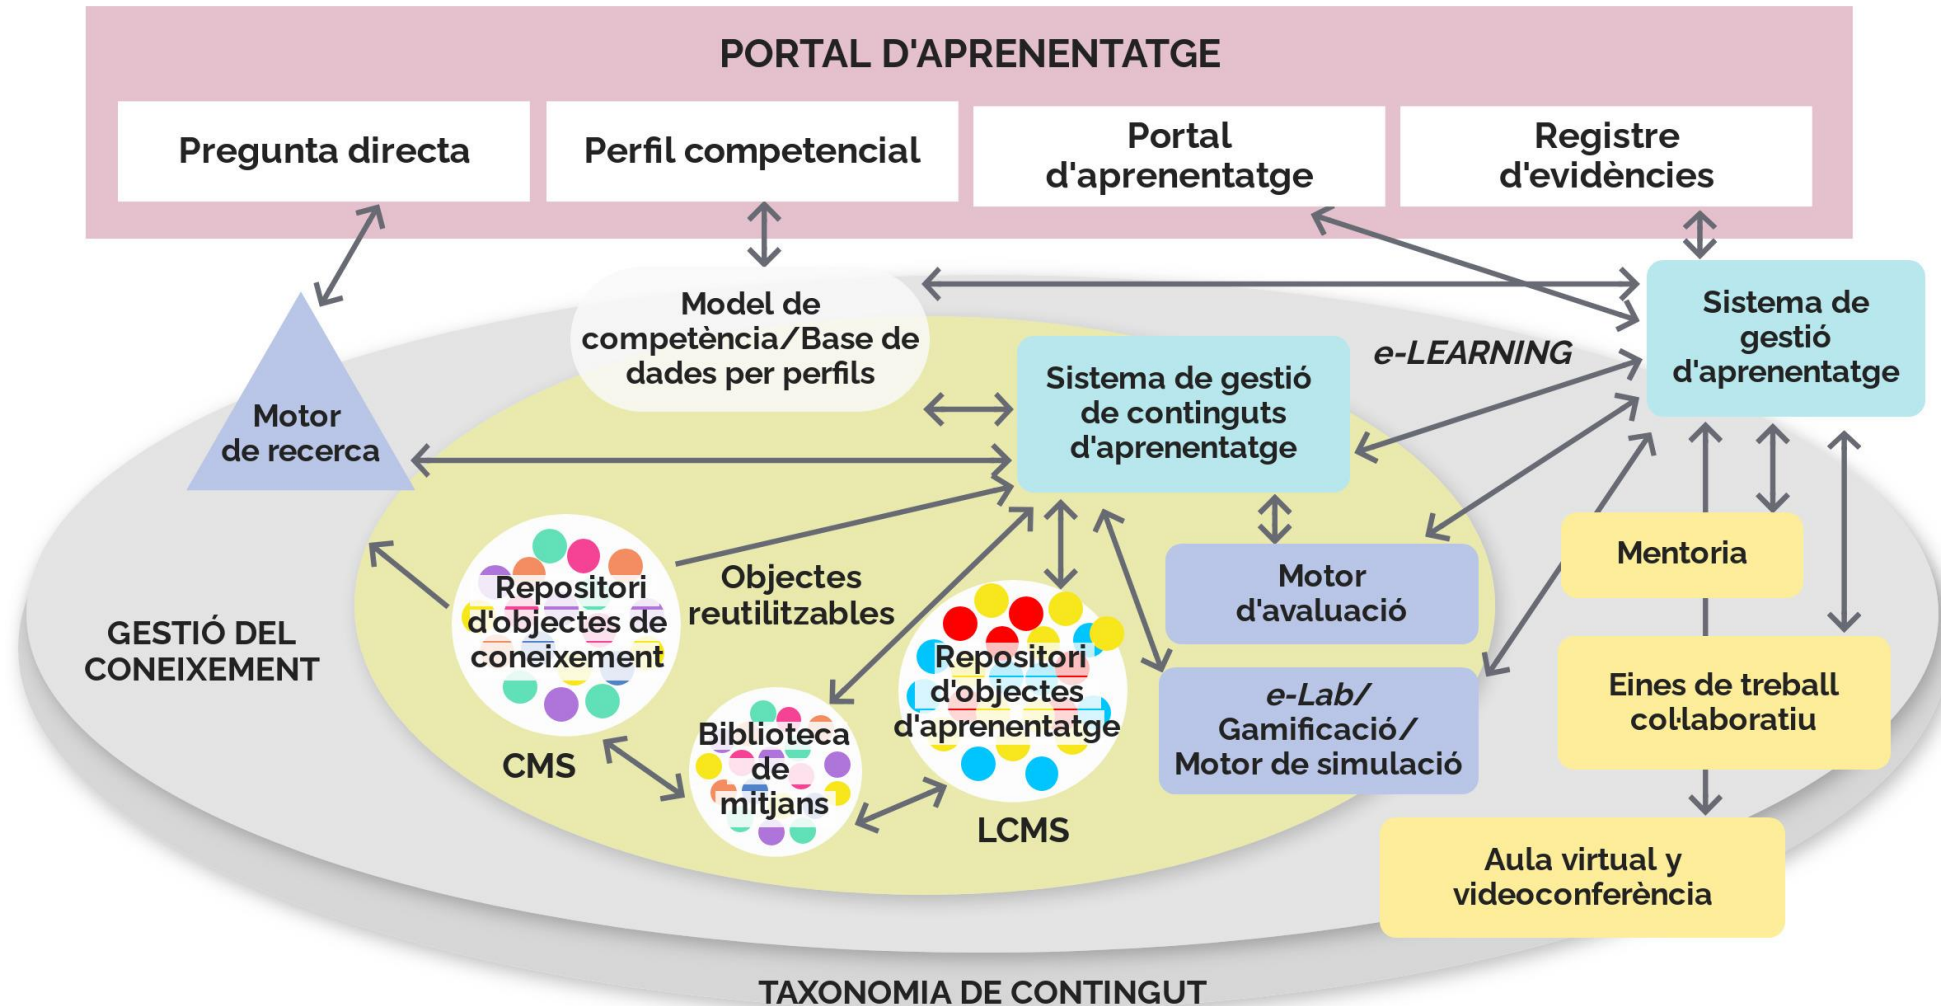 PORTAL D'APRENENTATGE
Pregunta directa
Perfil competencial
Portal
d'aprenentatge
Registre
d'evidències
Model de
competència/Base de
dades per perfils
Sistema de
gestió
d'aprenentatge
e-LEARNING
Sistema de gestió
de continguts
d'aprenentatge
Motor
de recerca
Mentoria
Motor
d'avaluació
Objectes
reutilitzables
Repositori
d'objectes de
coneixement
GESTIÓ DEL
CONEIXEMENT
Repositori
d'objectes
d'aprenentatge
e-Lab/
Gamificació/
Motor de simulació
Eines de treball
col·laboratiu
CMS
Biblioteca
de
mitjans
LCMS
Aula virtual y
videoconferència
TAXONOMIA DE CONTINGUT